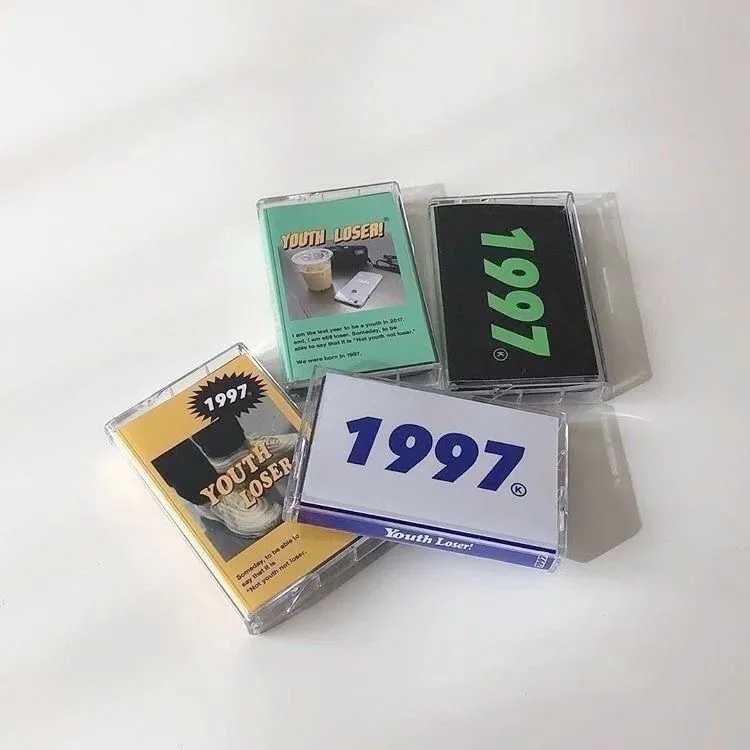 YOUTH LOSER!
I am the last year to be a youth in 2017.
and, I am still loser. Someday, to be
able to say that it is "Not youth not loser."
We were born in 1997.
1997
K
1997
YOUTH
LOSER
Someday, to be able to
say that it is
"Not youth not loser.
1997
K
Youth Loser!